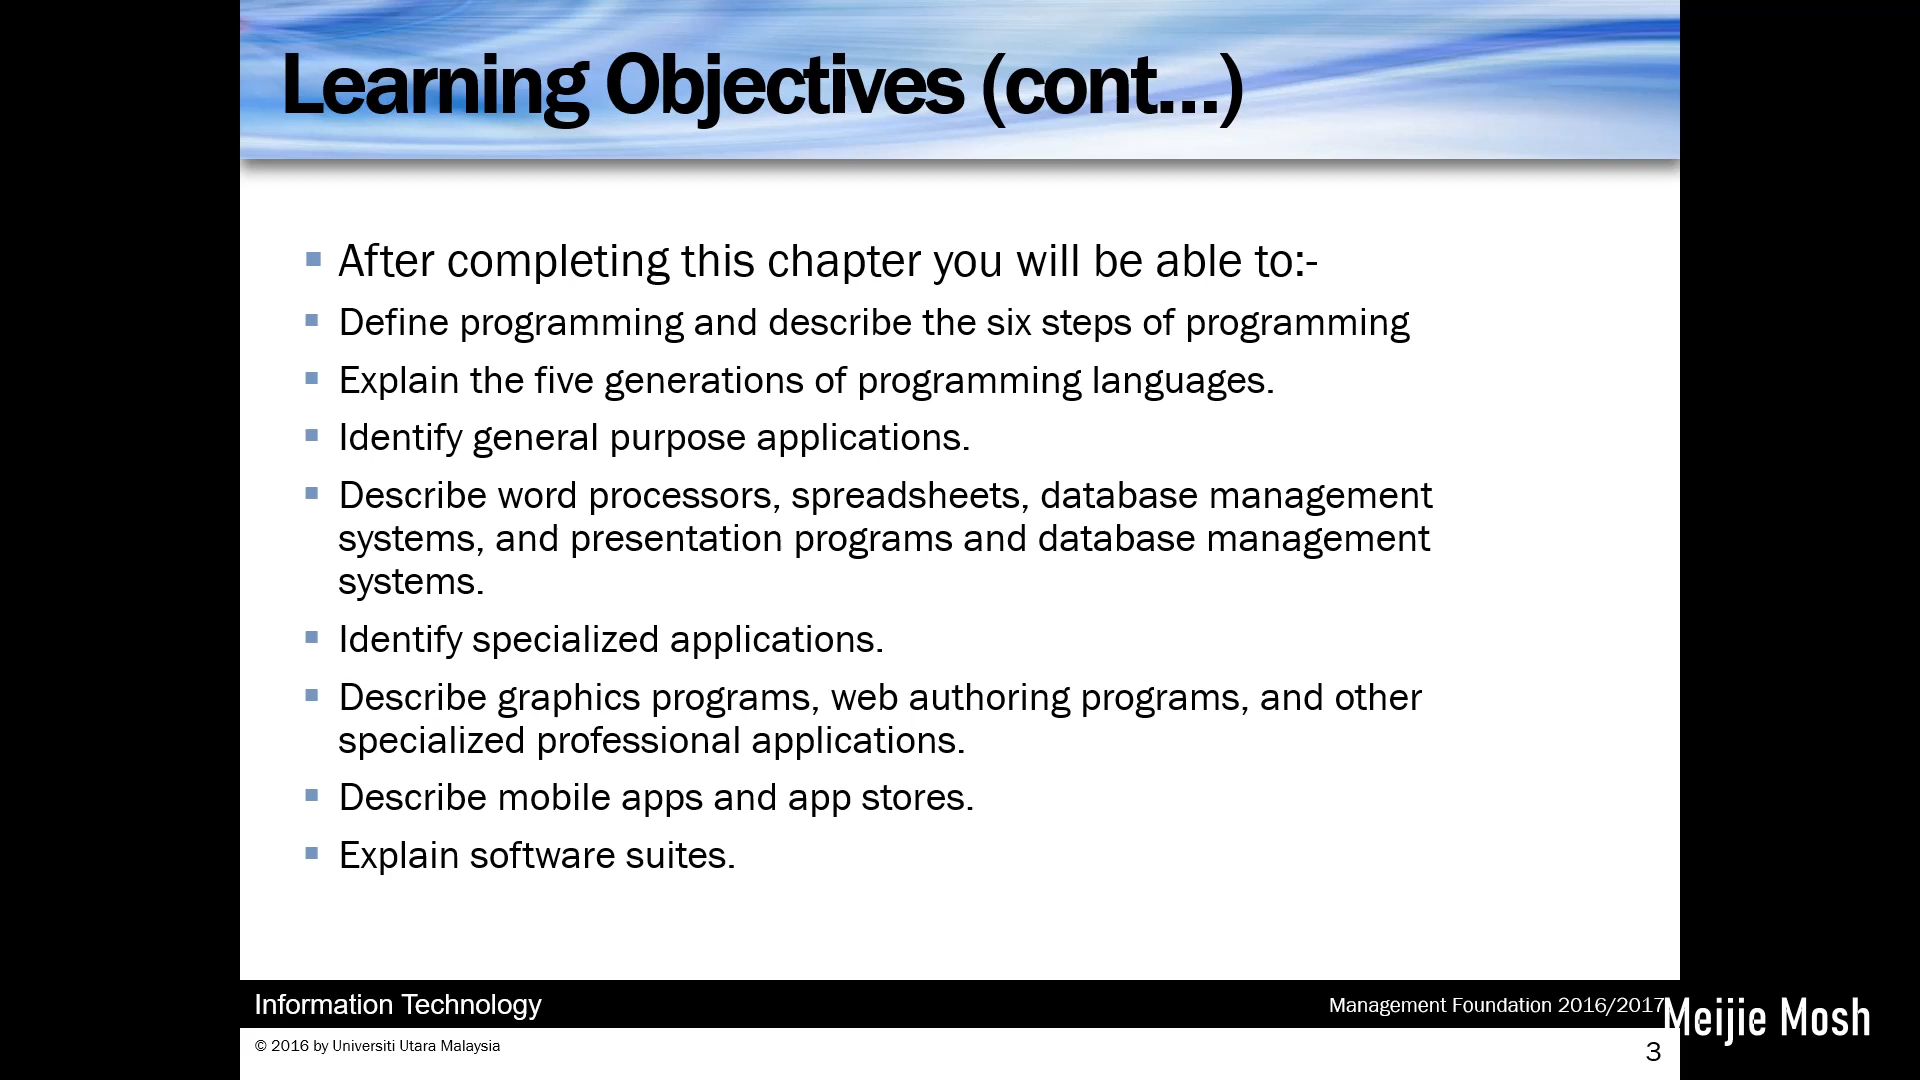 Learning Objectives (cont...)
After completing this chapter you will be able to:-
Define programming and describe the six steps of programming
Explain the five generations of programming languages.
Identify general purpose applications.
Describe word processors, spreadsheets, database management
systems, and presentation programs and database management
systems.
Identify specialized applications.
Describe graphics programs, web authoring programs, and other
specialized professional applications.
Describe mobile apps and app stores.
Explain software suites.
Information Technology
Management Foundation 2016/2017
Meijie Mosh
© 2016 by Universiti Utara Malaysia
3